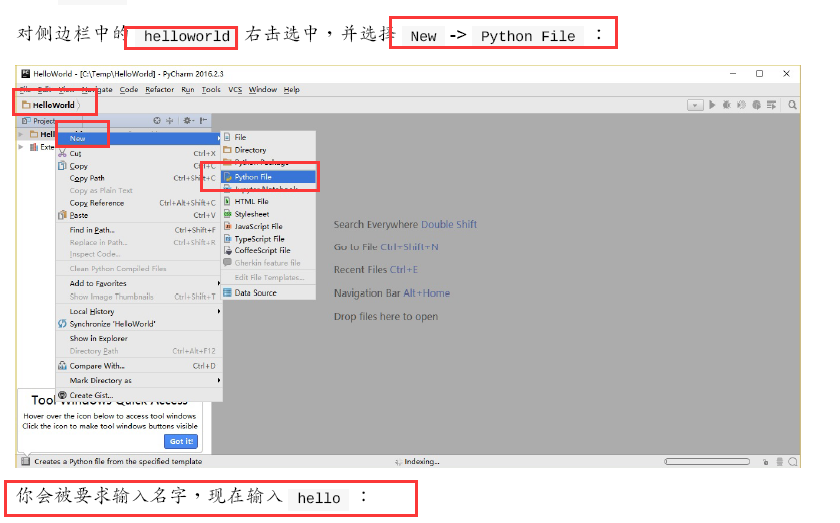 对侧边栏中的 helloworld 右击选中，并选择 New -> Python File ：
HelloWorld - [C:\Temp\HelloWorld] - PyCharm 2016.2.3
File Edit View Navigate Code Refactor Run Tools VCS Window Help
HelloWorld
Project
New
Cut Ctrl+X
Copy Ctrl+C
Copy Path Ctrl+Shift+C
Copy as Plain Text
Copy Reference Ctrl+Alt+Shift+C
Paste Ctrl+V
Find in Path... Ctrl+Shift+F
Replace in Path... Ctrl+Shift+R
Inspect Code...
Clean Python Compiled Files
Add to Favorites
Show Image Thumbnails Ctrl+Shift+T
Local History
Synchronize 'HelloWorld'
Show in Explorer
Directory Path Ctrl+Alt+F12
Compare With... Ctrl+D
Mark Directory as
Create Gist...
File
Directory
Python Package
Python File
Jupyter Notebook
HTML File
Stylesheet
JavaScript File
TypeScript File
CoffeeScript File
Gherkin feature file
Edit File Templates...
Data Source
Search Everywhere Double Shift
Go to File Ctrl+Shift+N
Recent Files Ctrl+E
Navigation Bar Alt+Home
Drop files here to open
Tool Windows Quick Access
Hover over the icon below to access tool windows
Click the icon to make tool windows buttons visible
Got it!
Creates a Python file from the specified template
Indexing...
你会被要求输入名字，现在输入 hello ：